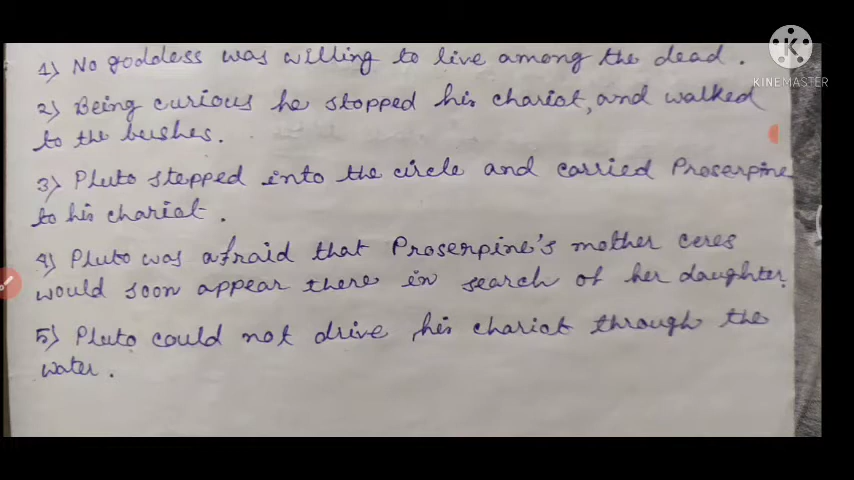 KINEMASTER
1) No goddess was willing to live among the dead.
2) Being curious he stopped his chariot, and walked
to the bushes.
3) Pluto stepped into the circle and carried Proserpine
to his chariot.
4) Pluto was afraid that Proserpine's mother ceres
would soon appear there in search of her daughter.
5) Pluto could not drive his chariot through the
water.